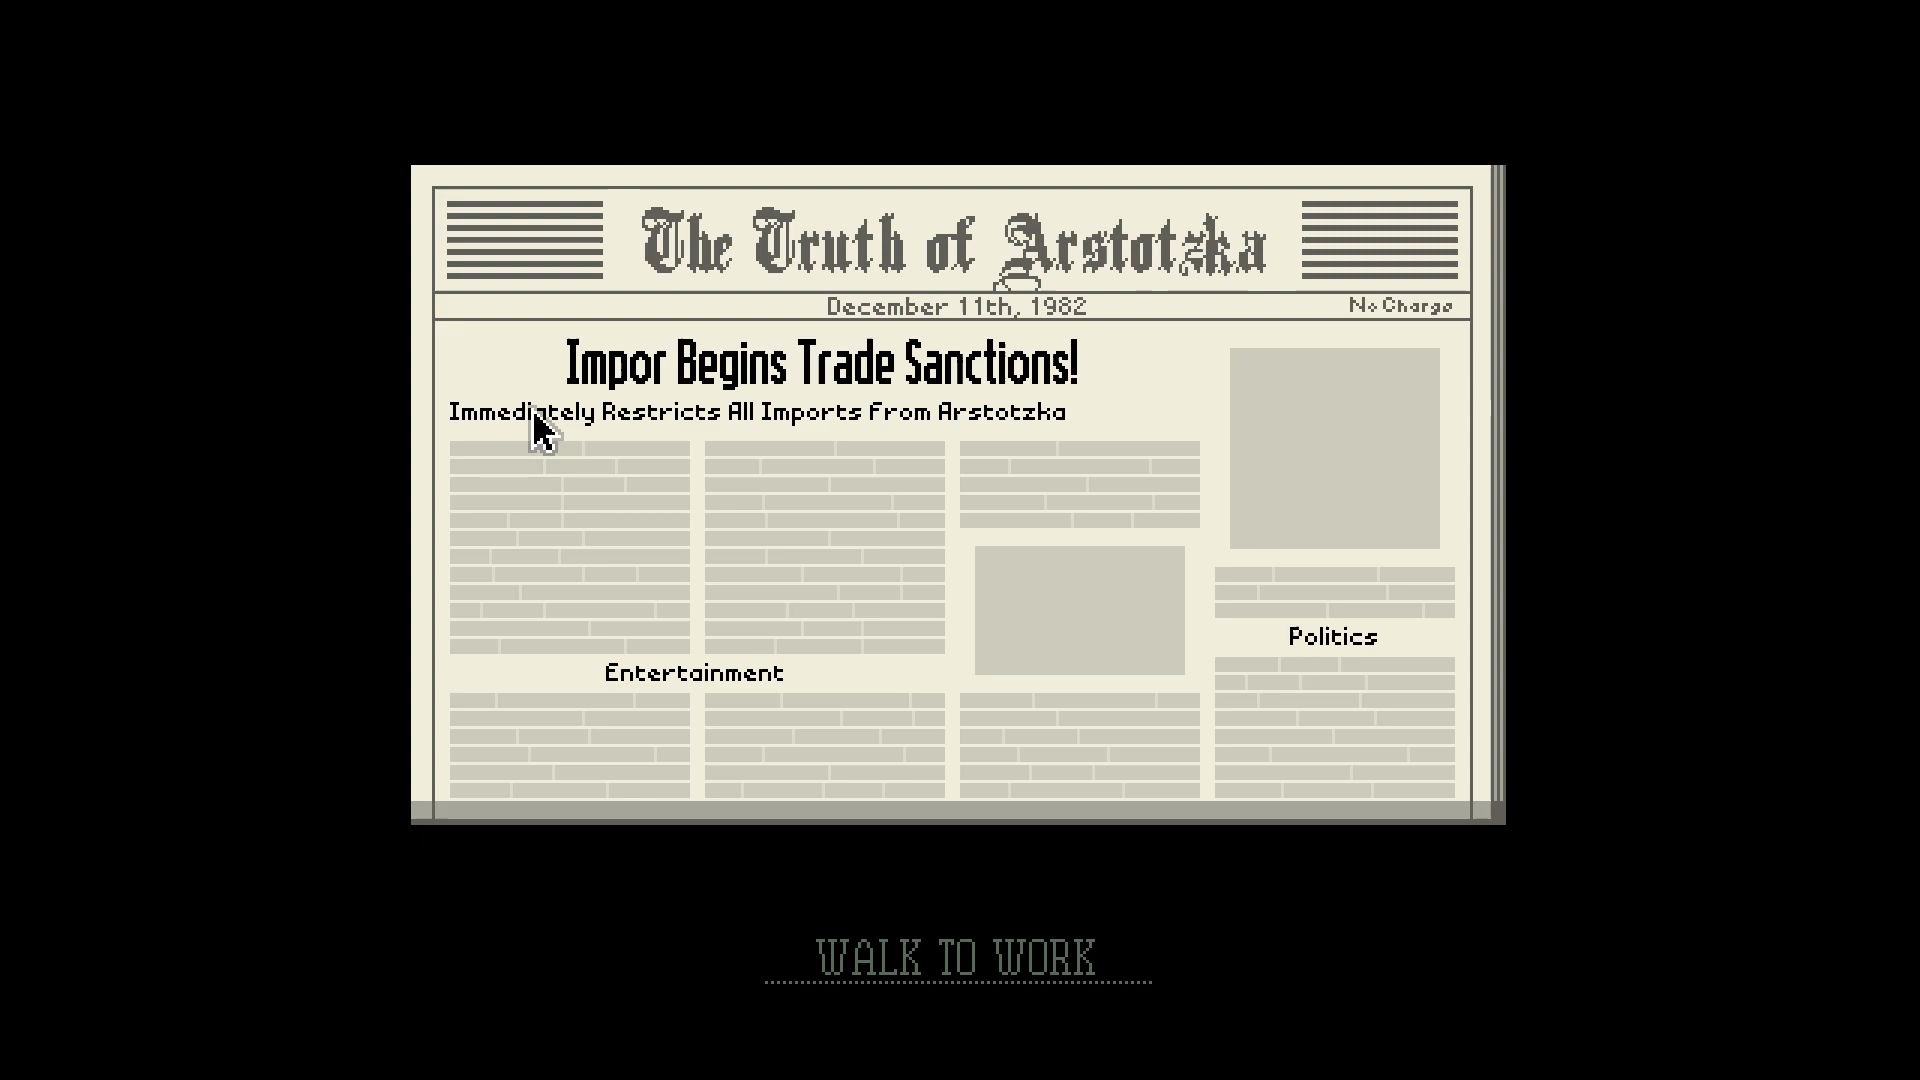 The Truth of Arstotzka
December 11th, 1982
No Charge
Impor Begins Trade Sanctions!
Immediately Restricts All Imports From Arstotzka
Entertainment
Politics
WALK TO WORK